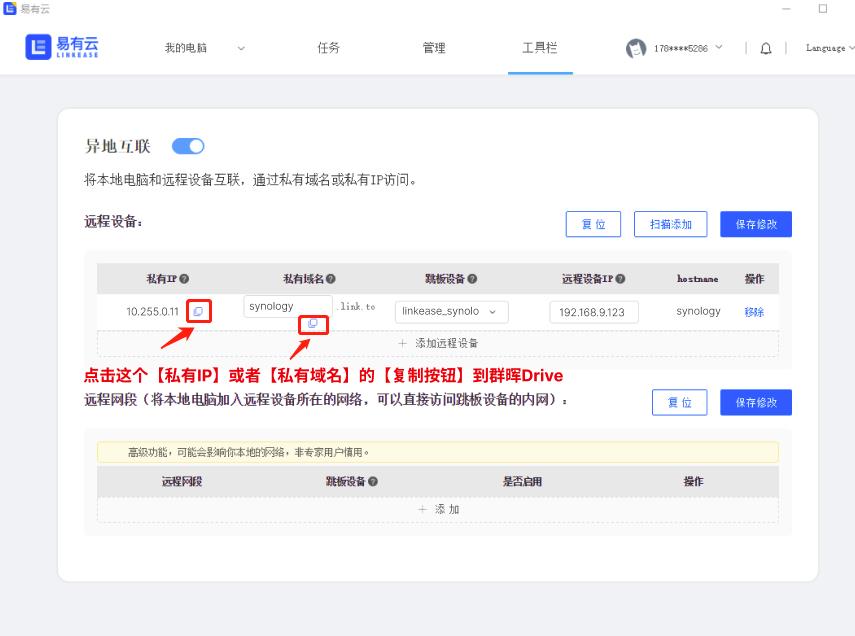 易有云
易有云
LINKEASE
我的电脑
任务
管理
工具栏
178****5286
Language
异地互联
将本地电脑和远程设备互联，通过私有域名或私有IP访问。
远程设备：
复 位
扫描添加
保存修改
私有IP
私有域名
跳板设备
远程设备IP
hostname
操作
10.255.0.11
synology
.link.to
linkease_synolo
192.168.9.123
synology
移除
+ 添加远程设备
点击这个【私有IP】或者【私有域名】的【复制按钮】到群晖Drive
远程网段（将本地电脑加入远程设备所在的网络，可以直接访问跳板设备的内网）：
复 位
保存修改
高级功能，可能会影响你本地的网络，非专家用户慎用。
远程网段
跳板设备
是否启用
操作
+ 添 加